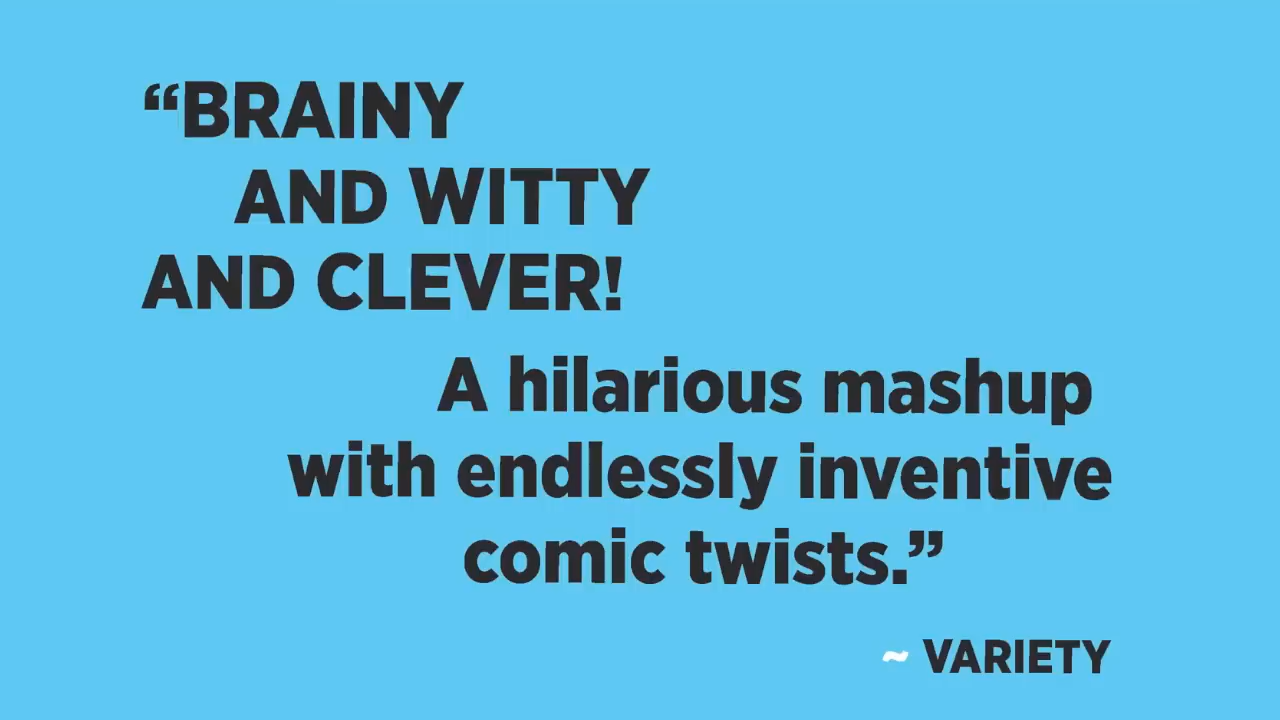 “BRAINY
AND WITTY
AND CLEVER!
A hilarious mashup
with endlessly inventive
comic twists.”
~ VARIETY